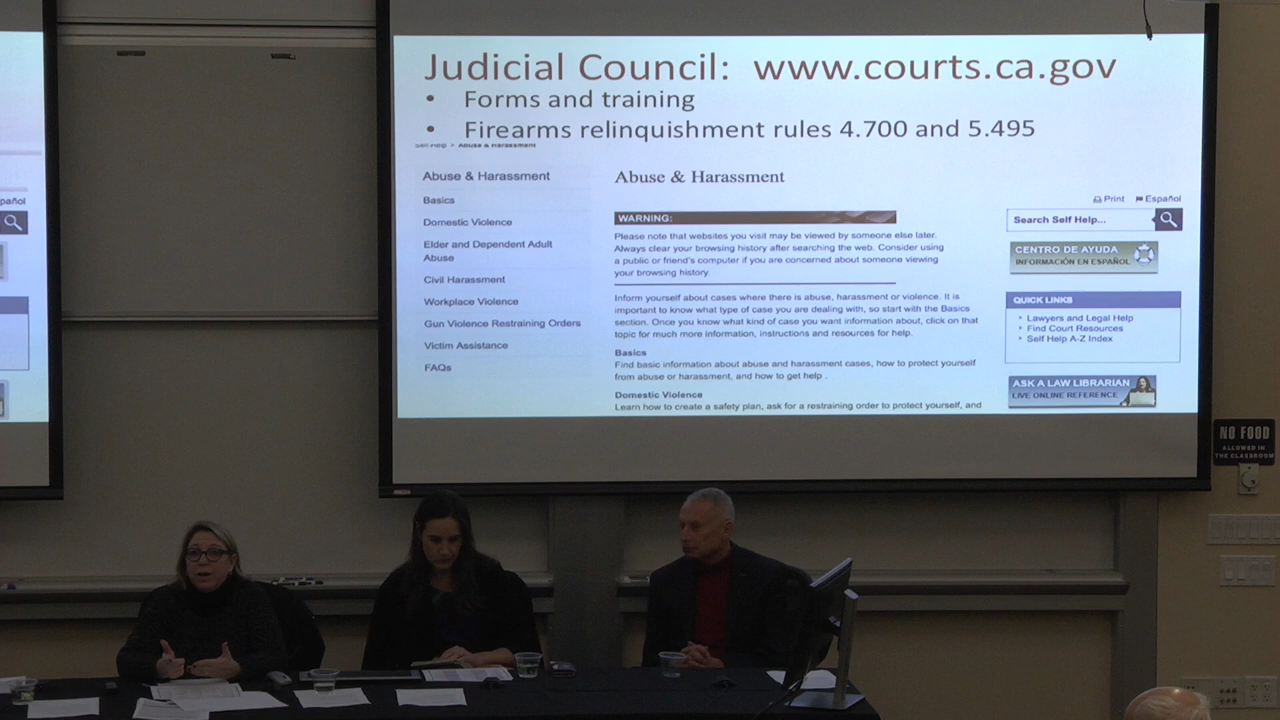 Judicial Council: www.courts.ca.gov
• Forms and training
• Firearms relinquishment rules 4.700 and 5.495
Self-Help > Abuse & Harassment
Abuse & Harassment
Basics
Domestic Violence
Elder and Dependent Adult
Abuse
Civil Harassment
Workplace Violence
Gun Violence Restraining Orders
Victim Assistance
FAQs
Abuse & Harassment
WARNING:
Please note that websites you visit may be viewed by someone else later.
Always clear your browsing history after searching the web. Consider using
a public or friend's computer if you are concerned about someone viewing
your browsing history.
Inform yourself about cases where there is abuse, harassment or violence. It is
important to know what type of case you are dealing with, so start with the Basics
section. Once you know what kind of case you want information about, click on that
topic for much more information, instructions and resources for help.
Basics
Find basic information about abuse and harassment cases, how to protect yourself
from abuse or harassment, and how to get help .
Domestic Violence
Learn how to create a safety plan, ask for a restraining order to protect yourself, and
Print Español
Search Self Help...
CENTRO DE AYUDA
INFORMACIÓN EN ESPAÑOL
QUICK LINKS
Lawyers and Legal Help
Find Court Resources
Self Help A-Z Index
ASK A LAW LIBRARIAN
LIVE ONLINE REFERENCE
pañol
NO FOOD
ALLOWED IN
THE CLASSROOM